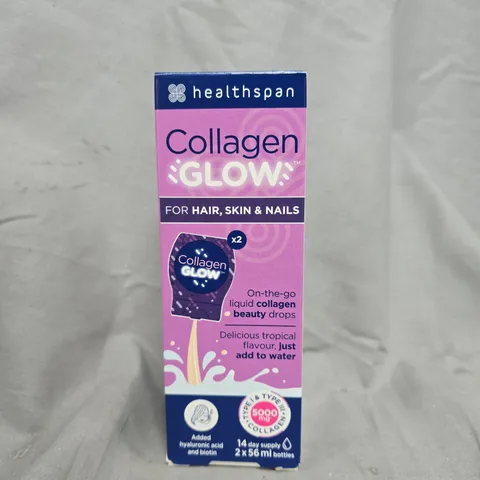 healthspan
Collagen
GLOW™
FOR HAIR, SKIN & NAILS
x2
Collagen
GLOW
On-the-go
liquid collagen
beauty drops
Delicious tropical
flavour, just
add to water
TYPE I & TYPE III
5000
mg
COLLAGEN
Added
hyaluronic acid
and biotin
14 day supply
2 x 56 ml bottles